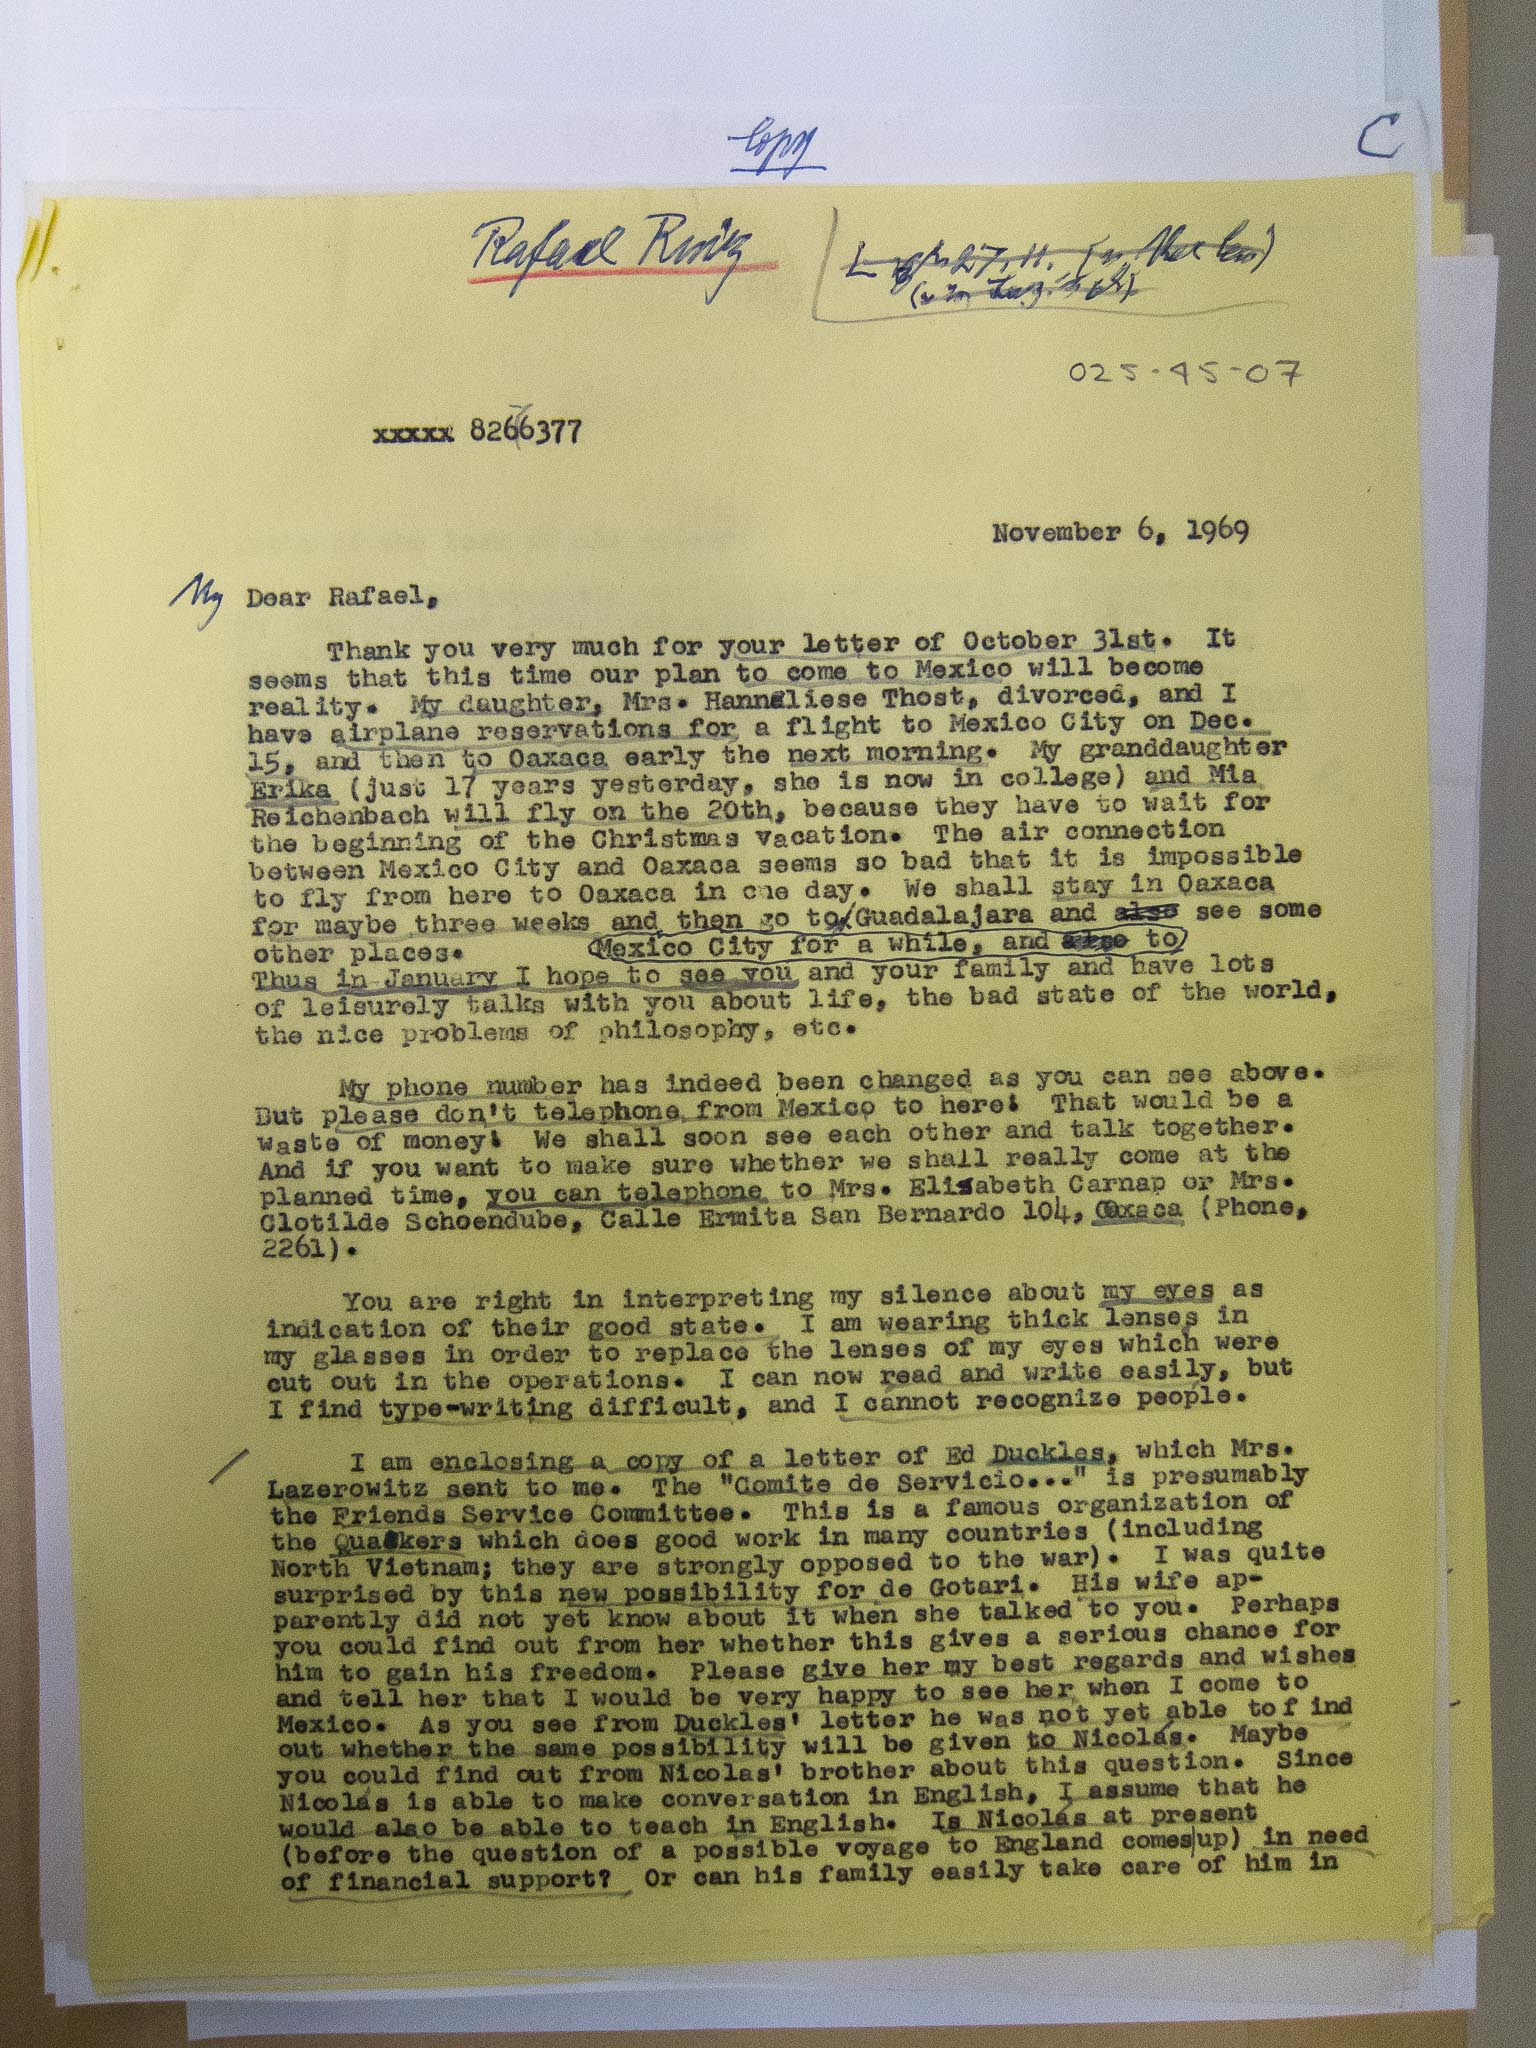 Copy
C
Rafael Ruiz
025-45-07
xxxxx 8266377
November 6, 1969
My Dear Rafael,
Thank you very much for your letter of October 31st. It
seems that this time our plan to come to Mexico will become
reality. My daughter, Mrs. Hanneliese Thost, divorced, and I
have airplane reservations for a flight to Mexico City on Dec.
15, and then to Oaxaca early the next morning. My granddaughter
Erika (just 17 years yesterday, she is now in college) and Mia
Reichenbach will fly on the 20th, because they have to wait for
the beginning of the Christmas vacation. The air connection
between Mexico City and Oaxaca seems so bad that it is impossible
to fly from here to Oaxaca in one day. We shall stay in Oaxaca
for maybe three weeks and then go to Guadalajara and also see some
other places. Mexico City for a while, and also to
Thus in January I hope to see you and your family and have lots
of leisurely talks with you about life, the bad state of the world,
the nice problems of philosophy, etc.
My phone number has indeed been changed as you can see above.
But please don't telephone from Mexico to here! That would be a
waste of money! We shall soon see each other and talk together.
And if you want to make sure whether we shall really come at the
planned time, you can telephone to Mrs. Elisabeth Carnap or Mrs.
Clotilde Schoendube, Calle Ermita San Bernardo 104, Oaxaca (Phone,
2261).
You are right in interpreting my silence about my eyes as
indication of their good state. I am wearing thick lenses in
my glasses in order to replace the lenses of my eyes which were
cut out in the operations. I can now read and write easily, but
I find type-writing difficult, and I cannot recognize people.
I am enclosing a copy of a letter of Ed Duckles, which Mrs.
Lazerowitz sent to me. The "Comite de Servicio..." is presumably
the Friends Service Committee. This is a famous organization of
the Quakers which does good work in many countries (including
North Vietnam; they are strongly opposed to the war). I was quite
surprised by this new possibility for de Gotari. His wife ap-
parently did not yet know about it when she talked to you. Perhaps
you could find out from her whether this gives a serious chance for
him to gain his freedom. Please give her my best regards and wishes
and tell her that I would be very happy to see her when I come to
Mexico. As you see from Duckles' letter he was not yet able tof ind
out whether the same possibility will be given to Nicolás. Maybe
you could find out from Nicolas' brother about this question. Since
Nicolás is able to make conversation in English, I assume that he
would also be able to teach in English. Is Nicolás at present
(before the question of a possible voyage to England comes up) in need
of financial support? Or can his family easily take care of him in